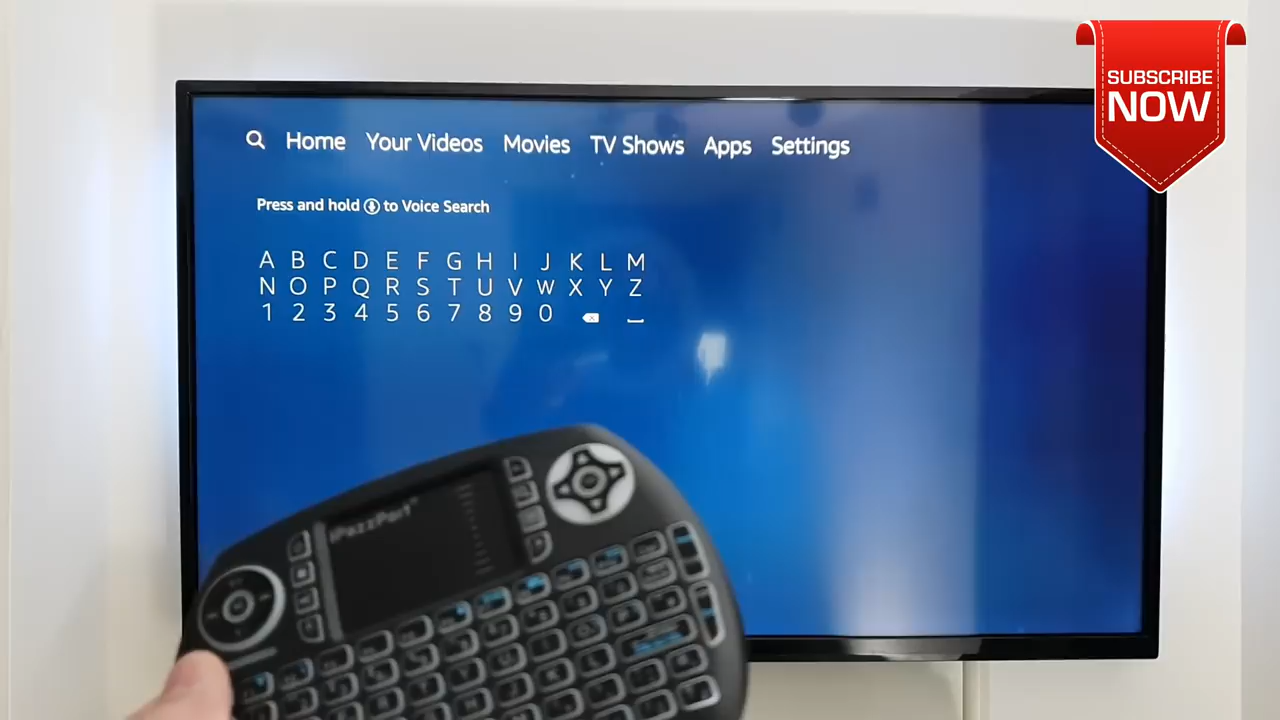 SUBSCRIBE
NOW
Home Your Videos Movies TV Shows Apps Settings
Press and hold to Voice Search
A B C D E F G H I J K L M
N O P Q R S T U V W X Y Z
1 2 3 4 5 6 7 8 9 0
iPazzPort